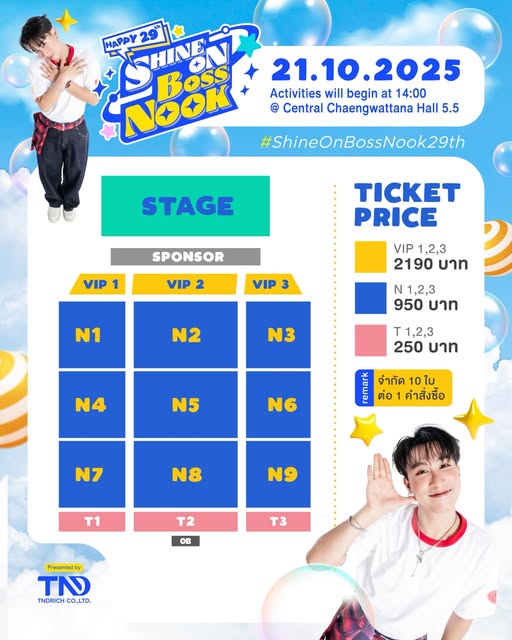 HAPPY 29th
SHINE
ON
BOSS
NOOK
21.10.2025
Activities will begin at 14:00
@ Central Chaengwattana Hall 5.5
#ShineOnBossNook29th
STAGE
SPONSOR
VIP 1 VIP 2 VIP 3
N1 N2 N3
N4 N5 N6
N7 N8 N9
T1 T2 T3
OB
TICKET
PRICE
VIP 1,2,3
2190 บาท
N 1,2,3
950 บาท
T 1,2,3
250 บาท
remark
จำกัด 10 ใบ
ต่อ 1 คำสั่งซื้อ
Presented by
TND
TNDRICH CO.,LTD.